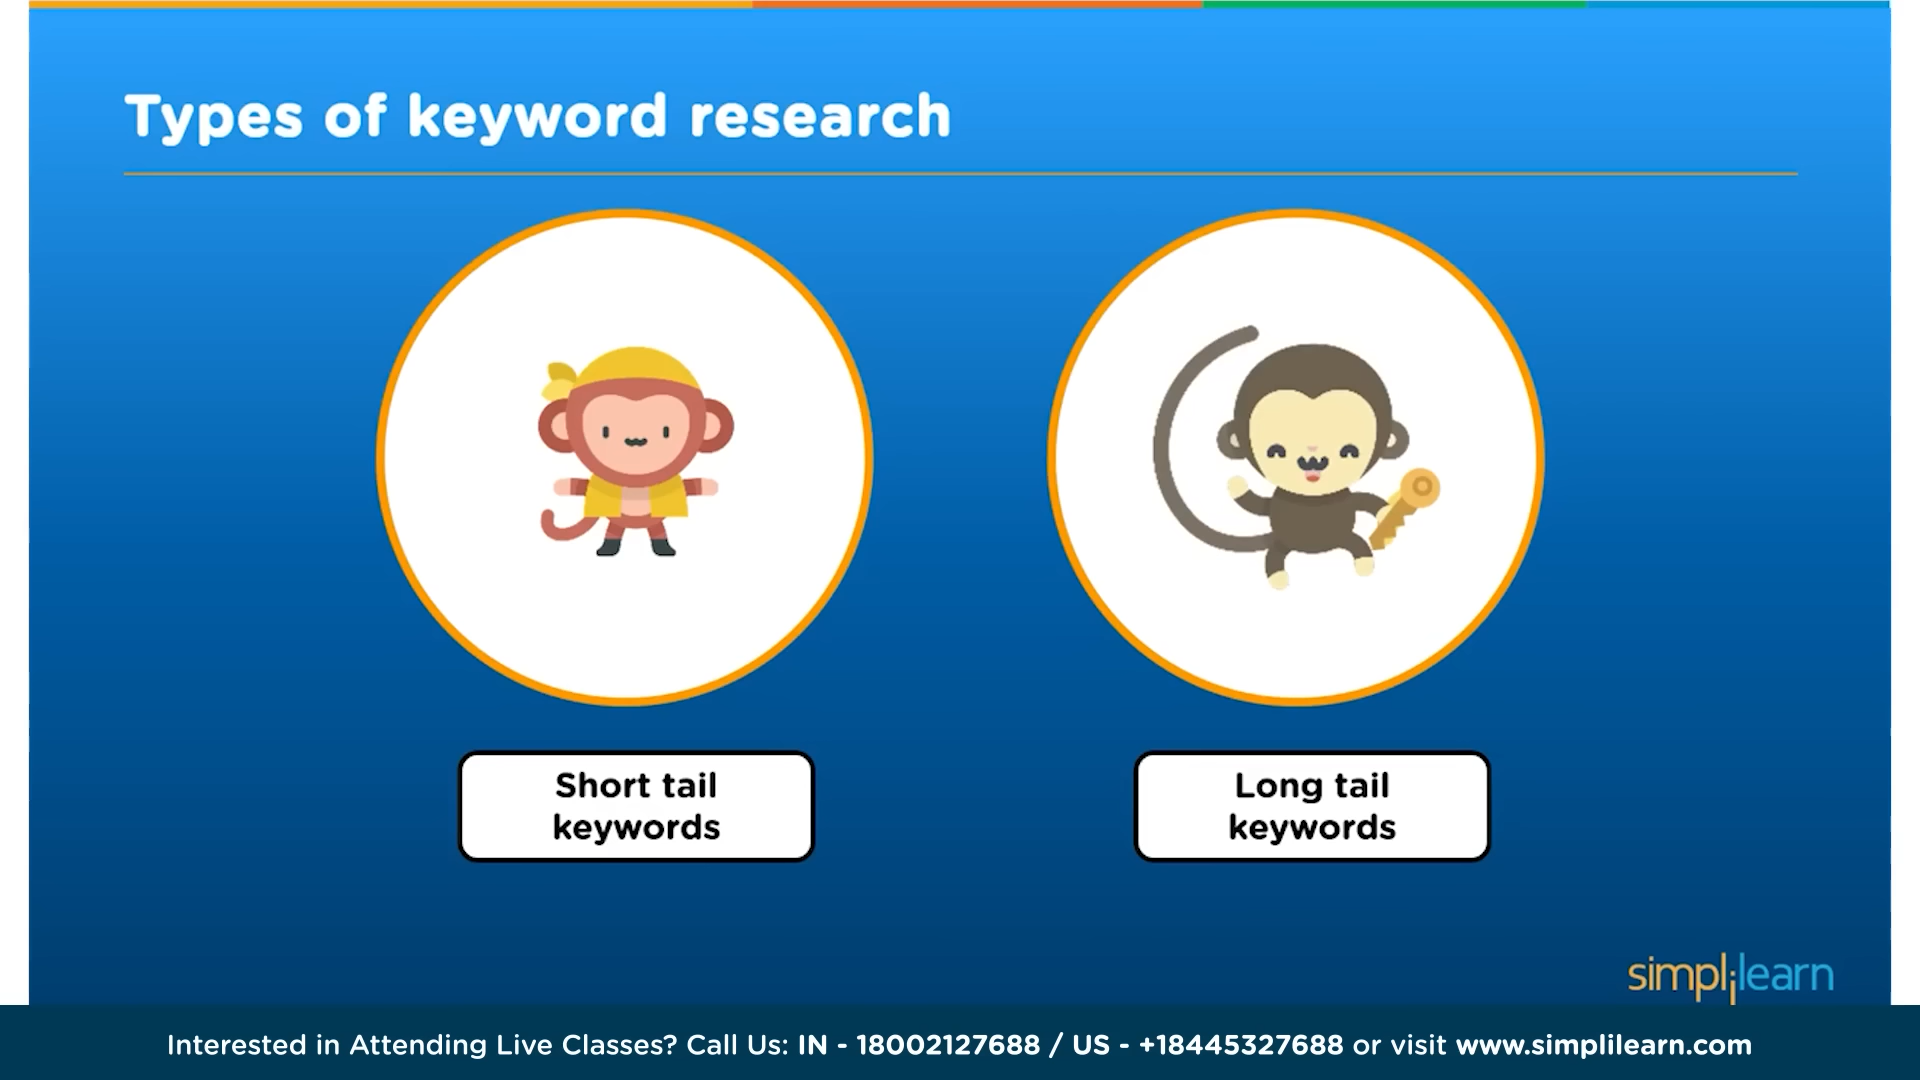 Types of keyword research
Short tail
keywords
Long tail
keywords
simplilearn
Interested in Attending Live Classes? Call Us: IN - 18002127688 / US - +18445327688 or visit www.simplilearn.com